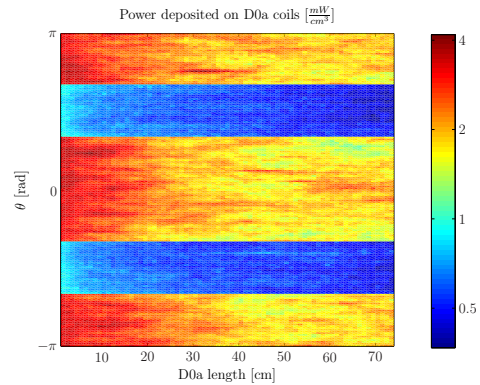 Power deposited on D0a coils [mW/cm³]
π
0
−π
θ [rad]
10 20 30 40 50 60 70
D0a length [cm]
4
2
1
0.5